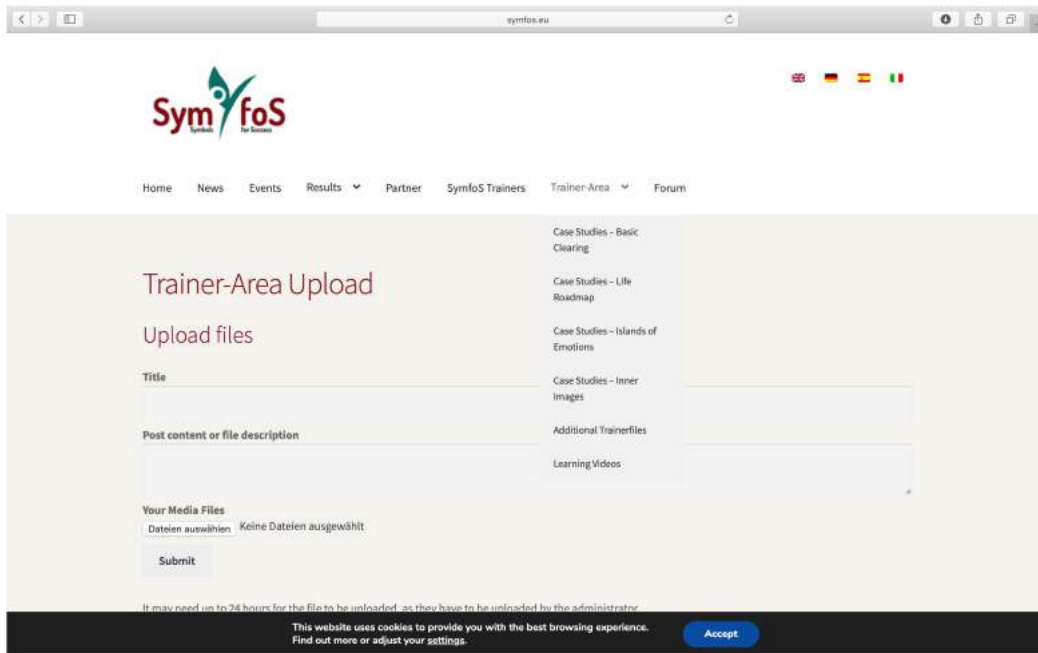 symfos.eu
Sym foS
Symbols for Success
Home News Events Results Partner SymfoS Trainers Trainer-Area Forum
Case Studies – Basic
Clearing
Case Studies – Life
Roadmap
Case Studies – Islands of
Emotions
Case Studies – Inner
Images
Additional Trainerfiles
Learning Videos
Trainer-Area Upload
Upload files
Title
Post content or file description
Your Media Files
Dateien auswählen Keine Dateien ausgewählt
Submit
It may need up to 24 hours for the file to be uploaded, as they have to be uploaded by the administrator.
This website uses cookies to provide you with the best browsing experience.
Find out more or adjust your settings.
Accept